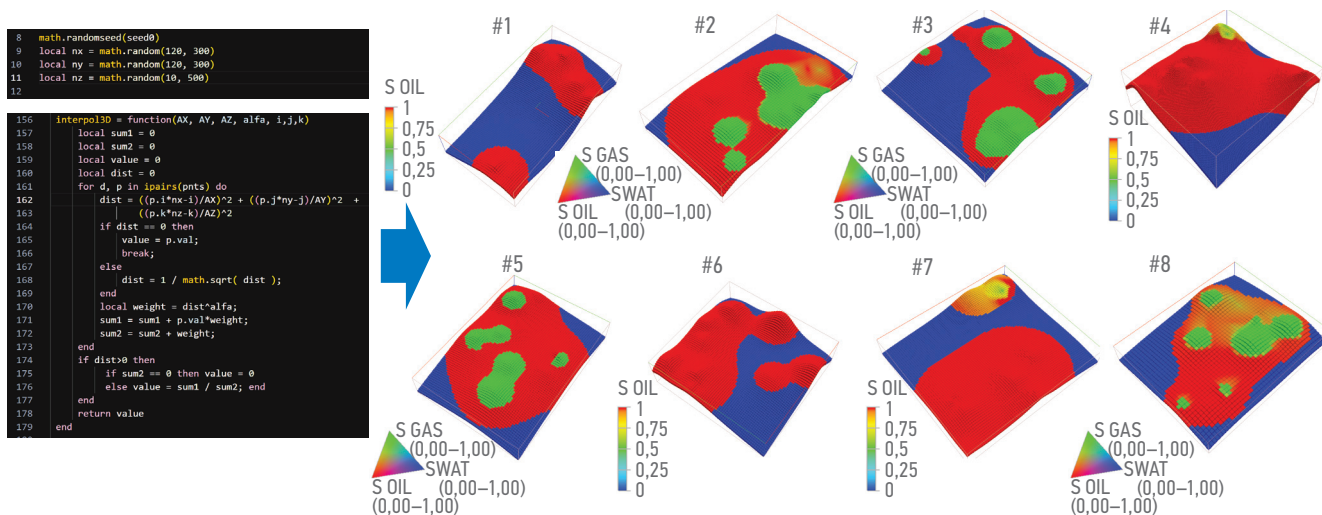 8 math.randomseed(seed0)
9 local nx = math.random(120, 300)
10 local ny = math.random(120, 300)
11 local nz = math.random(10, 500)
12
156 interpol3D = function(AX, AY, AZ, alfa, i,j,k)
157 local sum1 = 0
158 local sum2 = 0
159 local value = 0
160 local dist = 0
161 for d, p in ipairs(pnts) do
162 dist = ((p.i*nx-i)/AX)^2 + ((p.j*ny-j)/AY)^2 +
163 ((p.k*nz-k)/AZ)^2
164 if dist == 0 then
165 value = p.val;
166 break;
167 else
168 dist = 1 / math.sqrt( dist );
169 end
170 local weight = dist^alfa;
171 sum1 = sum1 + p.val*weight;
172 sum2 = sum2 + weight;
173 end
174 if dist>0 then
175 if sum2 == 0 then value = 0
176 else value = sum1 / sum2; end
177 end
178 return value
179 end
#1
S OIL
1
0,75
0,5
0,25
0
#2
S GAS
(0,00–1,00)
SWAT
(0,00–1,00)
S OIL
(0,00–1,00)
#3
S GAS
(0,00–1,00)
SWAT
(0,00–1,00)
S OIL
(0,00–1,00)
#4
S OIL
1
0,75
0,5
0,25
0
#5
S GAS
(0,00–1,00)
SWAT
(0,00–1,00)
S OIL
(0,00–1,00)
#6
S OIL
1
0,75
0,5
0,25
0
#7
S OIL
1
0,75
0,5
0,25
0
#8
S GAS
(0,00–1,00)
SWAT
(0,00–1,00)
S OIL
(0,00–1,00)